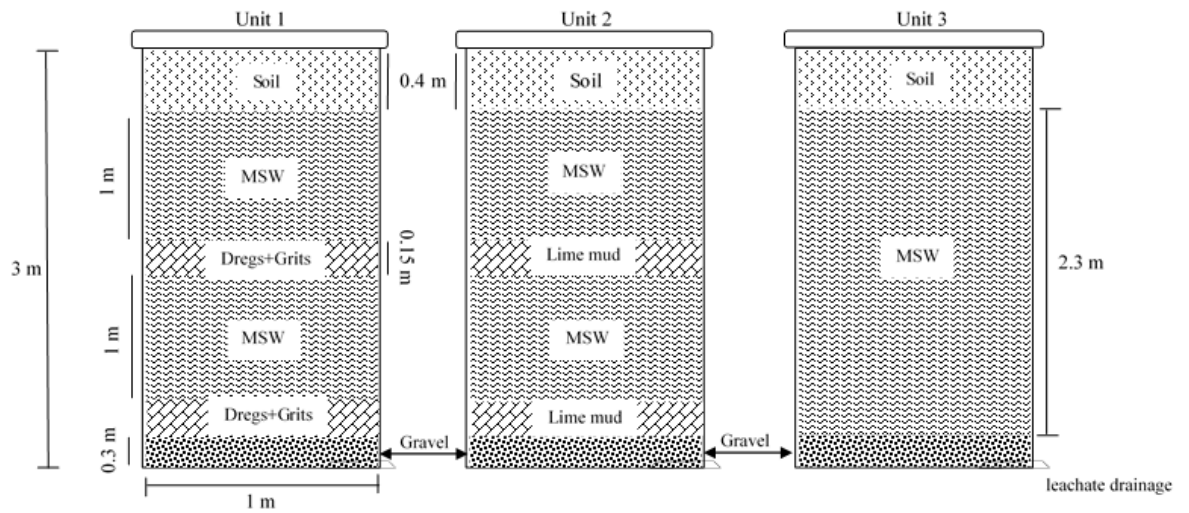 Unit 1
Unit 2
Unit 3
Soil
0.4 m
Soil
Soil
1 m
MSW
MSW
3 m
Dregs+Grits
0.15 m
Lime mud
MSW
2.3 m
1 m
MSW
MSW
Dregs+Grits
Lime mud
0.3 m
Gravel
Gravel
1 m
leachate drainage